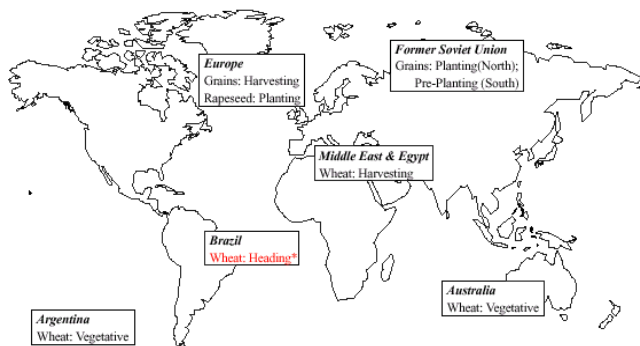 Europe
Grains: Harvesting
Rapeseed: Planting
Former Soviet Union
Grains: Planting(North);
Pre-Planting (South)
Middle East & Egypt
Wheat: Harvesting
Brazil
Wheat: Heading*
Australia
Wheat: Vegetative
Argentina
Wheat: Vegetative